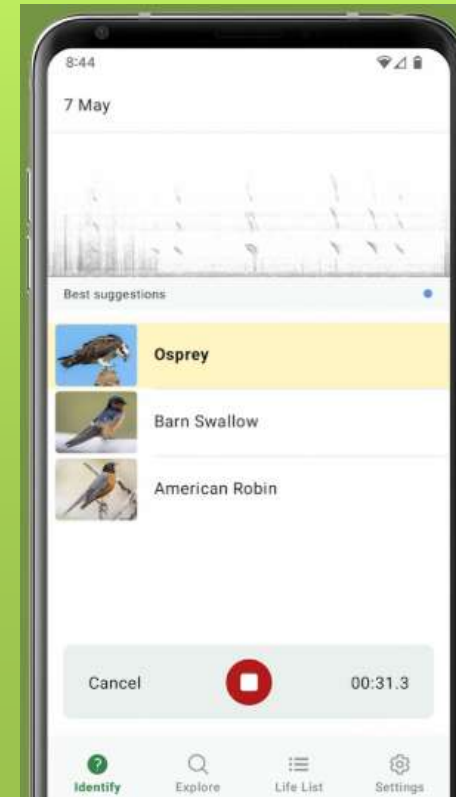 8:44
7 May
Best suggestions
Osprey
Barn Swallow
American Robin
Cancel 00:31.3
Identify Explore Life List Settings